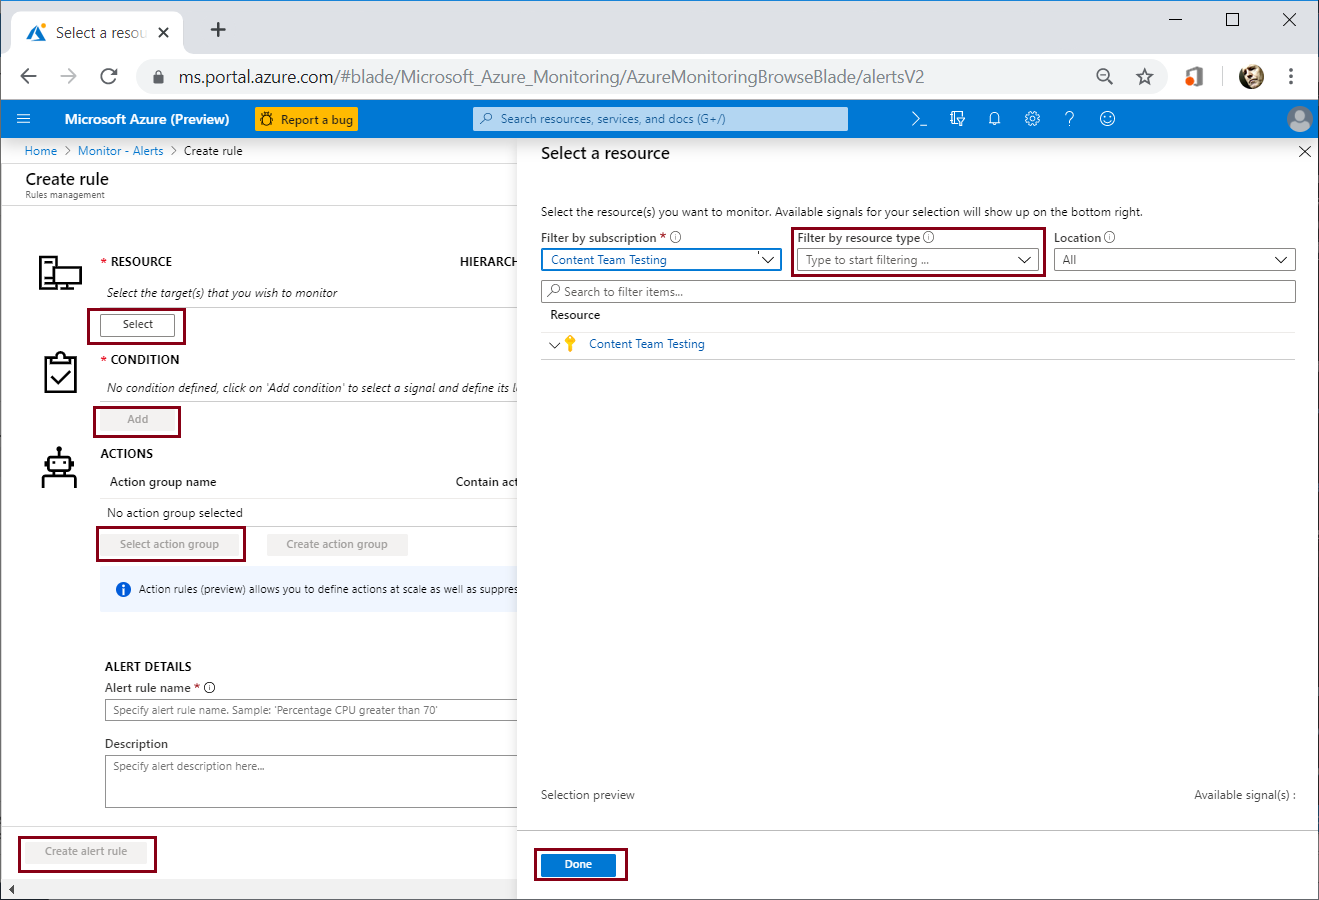 Select a resou
ms.portal.azure.com/#blade/Microsoft_Azure_Monitoring/AzureMonitoringBrowseBlade/alertsV2
Microsoft Azure (Preview)
Report a bug
Search resources, services, and docs (G+/)
Home > Monitor - Alerts > Create rule
Create rule
Rules management
* RESOURCE
HIERARCH
Select the target(s) that you wish to monitor
Select
* CONDITION
No condition defined, click on 'Add condition' to select a signal and define its l
Add
ACTIONS
Action group name
Contain act
No action group selected
Select action group
Create action group
Action rules (preview) allows you to define actions at scale as well as suppres
ALERT DETAILS
Alert rule name *
Specify alert rule name. Sample: 'Percentage CPU greater than 70'
Description
Specify alert description here...
Create alert rule
Select a resource
Select the resource(s) you want to monitor. Available signals for your selection will show up on the bottom right.
Filter by subscription *
Content Team Testing
Filter by resource type
Type to start filtering ...
Location
All
Search to filter items...
Resource
Content Team Testing
Selection preview
Available signal(s) :
Done